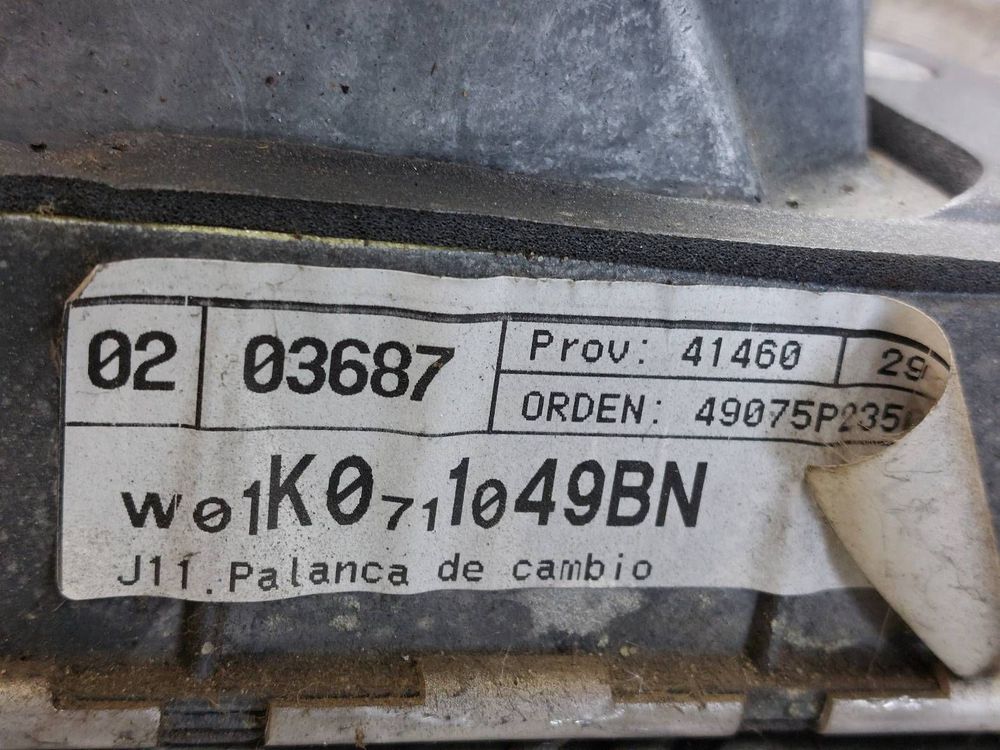 02 03687 Prov: 41460 29
ORDEN: 49075P235
W01K0711049BN
J11.Palanca de cambio